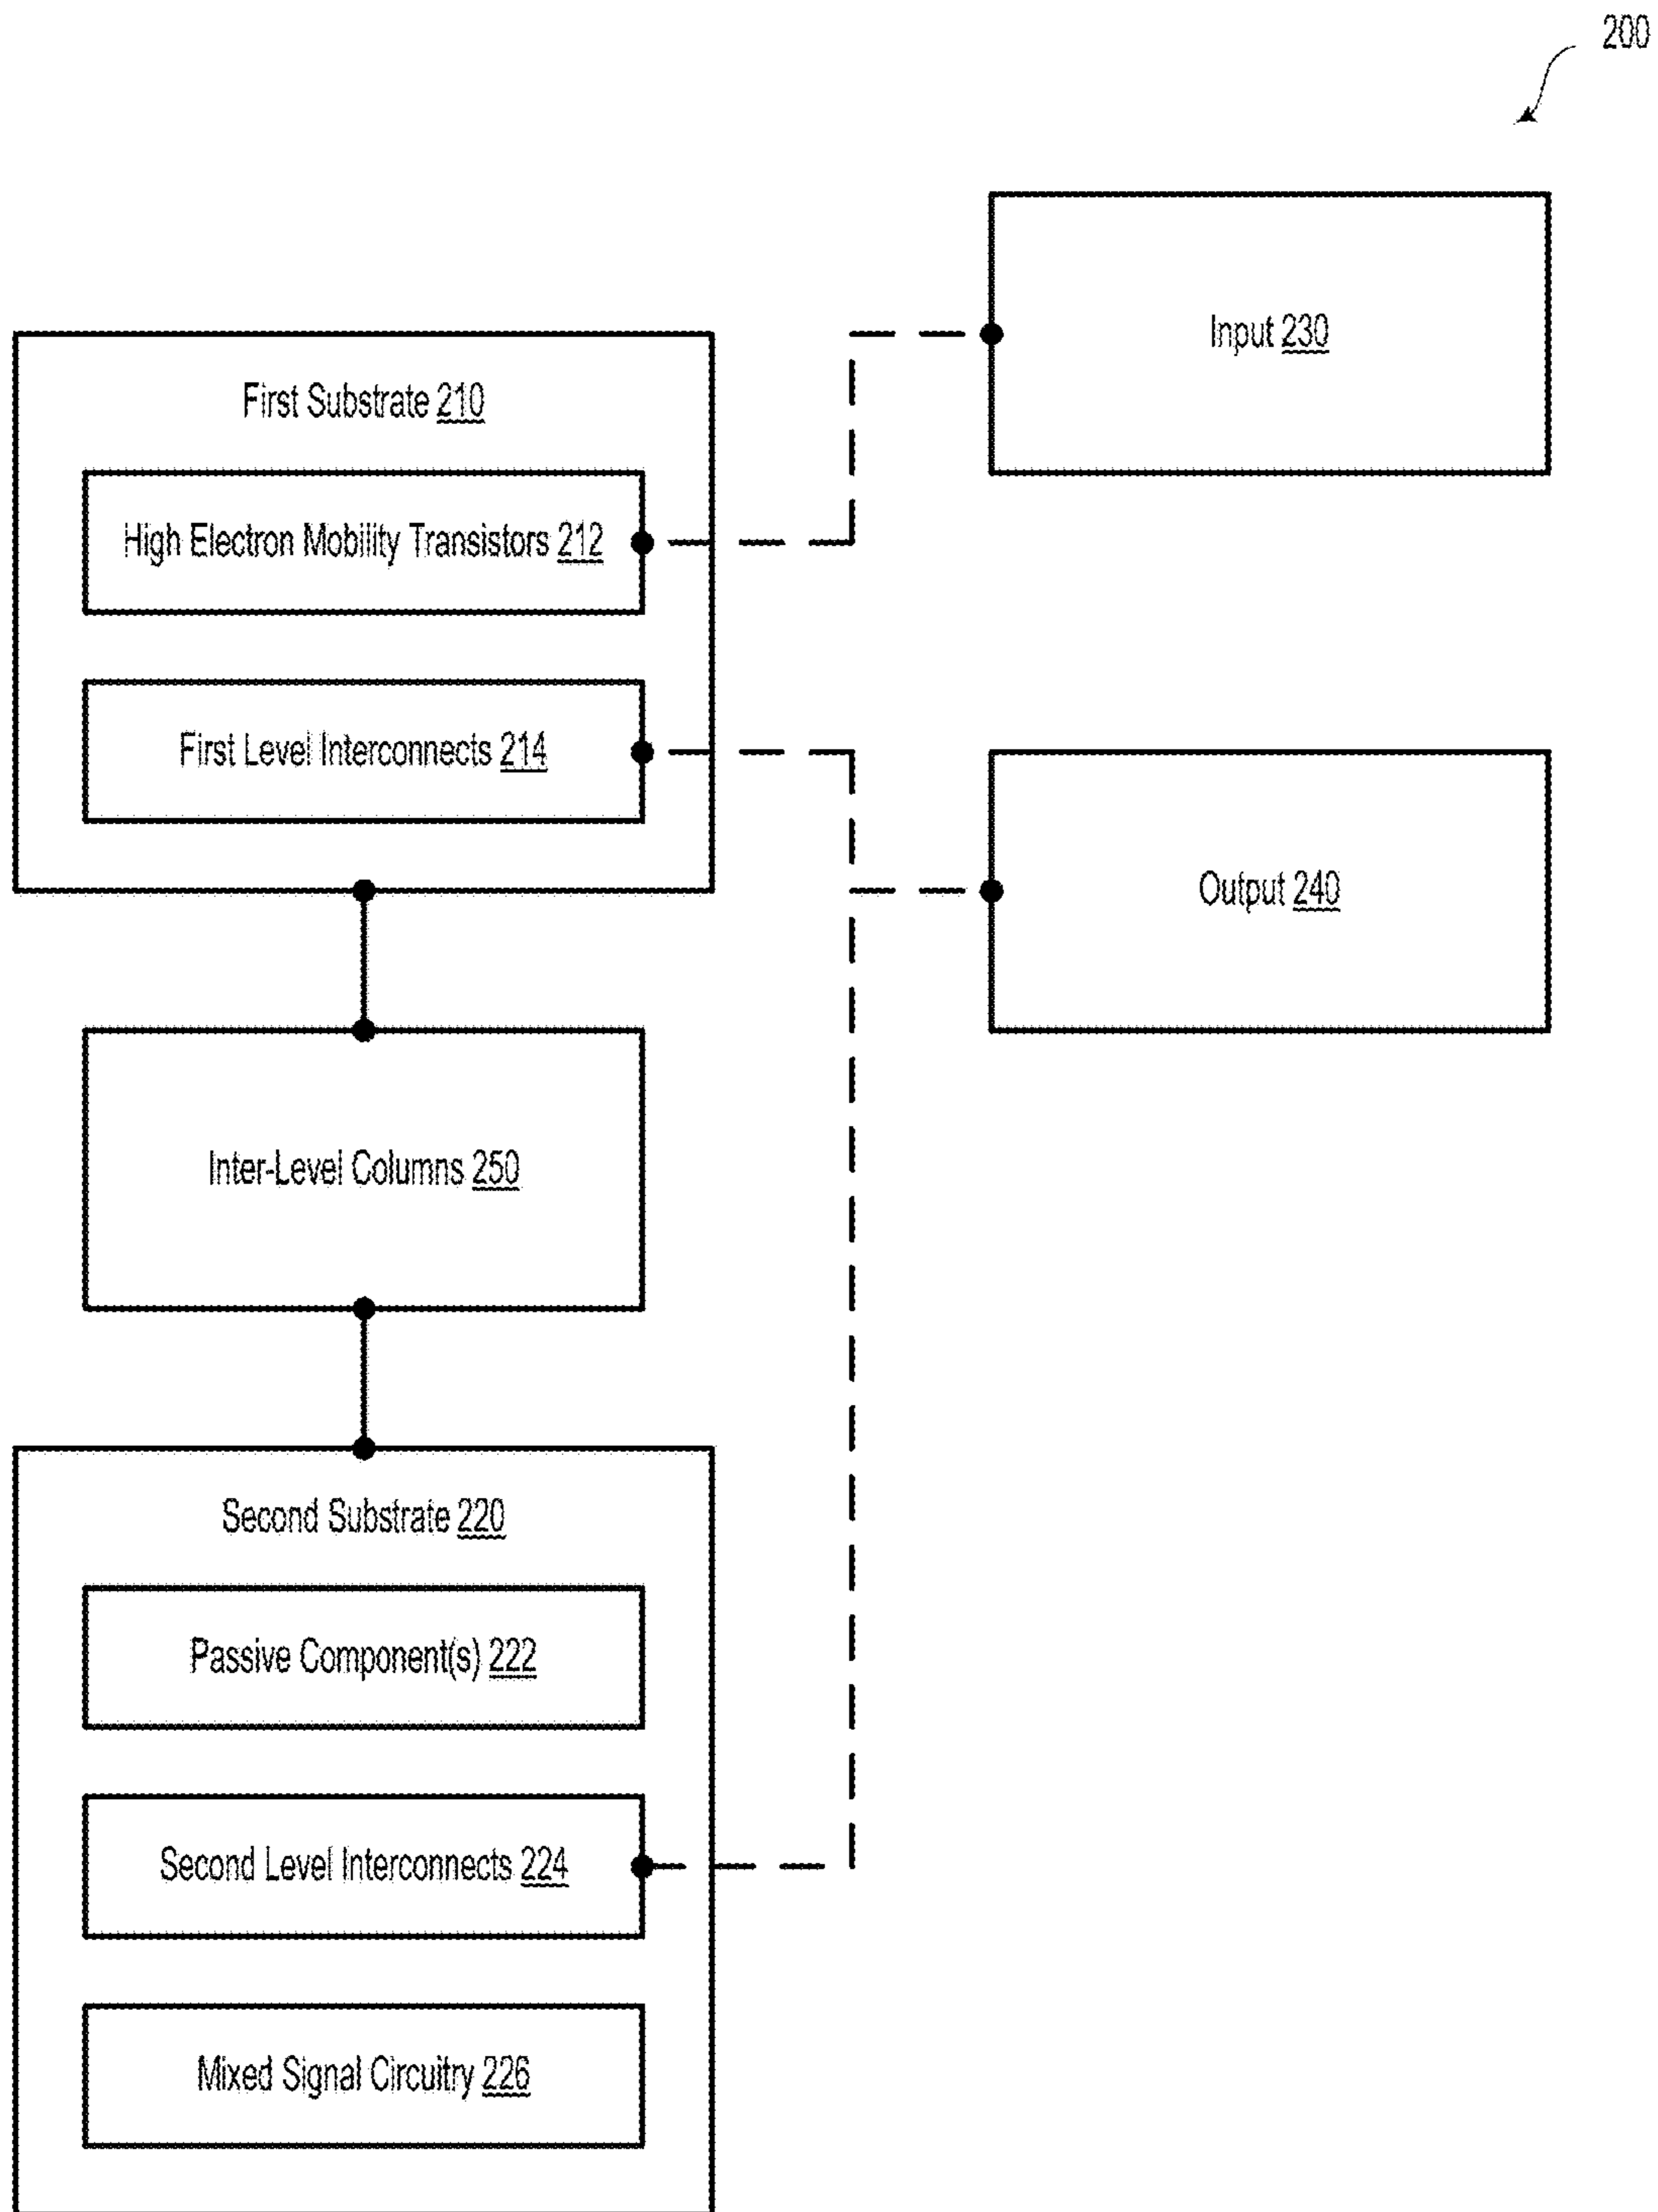 200
Input 230
First Substrate 210
High Electron Mobility Transistors 212
First Level Interconnects 214
Output 240
Inter-Level Columns 250
Second Substrate 220
Passive Component(s) 222
Second Level Interconnects 224
Mixed Signal Circuitry 226